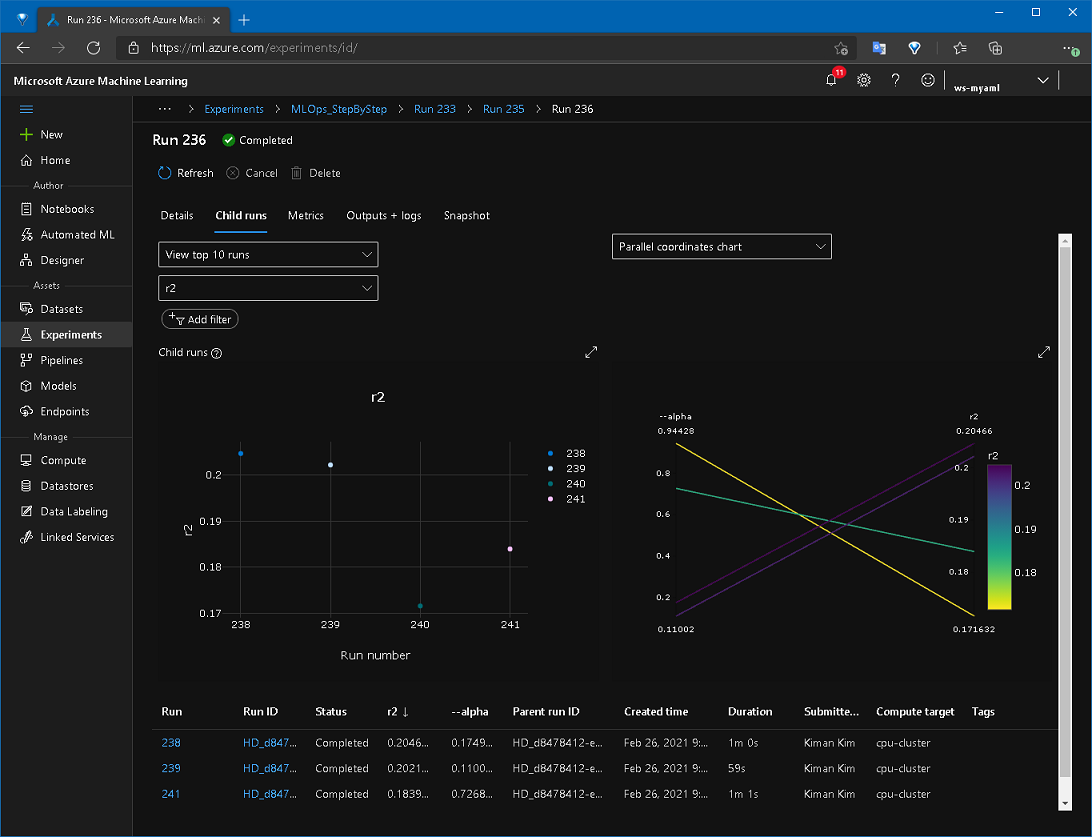 Run 236 - Microsoft Azure Machi
https://ml.azure.com/experiments/id/
Microsoft Azure Machine Learning
11
ws-myaml
... > Experiments > MLOps_StepByStep > Run 233 > Run 235 > Run 236
New
Home
Author
Notebooks
Automated ML
Designer
Assets
Datasets
Experiments
Pipelines
Models
Endpoints
Manage
Compute
Datastores
Data Labeling
Linked Services
Run 236 Completed
Refresh Cancel Delete
Details Child runs Metrics Outputs + logs Snapshot
View top 10 runs
Parallel coordinates chart
r2
Add filter
Child runs
r2
0.2
0.19
0.18
0.17
r2
238 239 240 241
Run number
238
239
240
241
--alpha
0.94428
0.8
0.6
0.4
0.2
0.11002
r2
0.20466
0.2
0.19
0.18
0.171632
r2
0.2
0.19
0.18
Run Run ID Status r2 ↓ --alpha Parent run ID Created time Duration Submitte... Compute target Tags
238 HD_d847... Completed 0.2046... 0.1749... HD_d8478412-e... Feb 26, 2021 9:... 1m 0s Kiman Kim cpu-cluster
239 HD_d847... Completed 0.2021... 0.1100... HD_d8478412-e... Feb 26, 2021 9:... 59s Kiman Kim cpu-cluster
241 HD_d847... Completed 0.1839... 0.7268... HD_d8478412-e... Feb 26, 2021 9:... 1m 1s Kiman Kim cpu-cluster